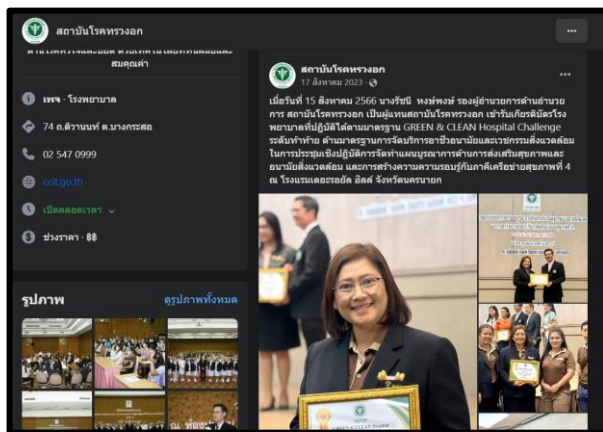 สถาบันโรคทรวงอก
สมคุณค่า
เพจ · โรงพยาบาล
74 ถ.ติวานนท์ ต.บางกระสอ
02 547 0999
ccit.go.th
เปิดตลอดเวลา
ช่วงราคา · ฿฿
รูปภาพ
ดูรูปภาพทั้งหมด
สถาบันโรคทรวงอก
17 สิงหาคม 2023
เมื่อวันที่ 15 สิงหาคม 2566 นางรัชนี หงษ์พงษ์ รองผู้อำนวยการด้านอำนวย
การ สถาบันโรคทรวงอก เป็นผู้แทนสถาบันโรคทรวงอก เข้ารับเกียรติบัตรโรง
พยาบาลที่ปฏิบัติได้ตามมาตรฐาน GREEN & CLEAN Hospital Challenge
ระดับท้าทาย ด้านมาตรฐานการจัดบริการอาชีวอนามัยและเวชกรรมสิ่งแวดล้อม
ในการประชุมเชิงปฏิบัติการจัดทำแผนบูรณาการด้านการส่งเสริมสุขภาพและ
อนามัยสิ่งแวดล้อม และการสร้างความความรอบรู้กับภาคีเครือข่ายสุขภาพที่ 4
ณ โรงแรมเดอะรอยัล ฮิลล์ จังหวัดนครนายก
GREEN & CLEAN Hospital